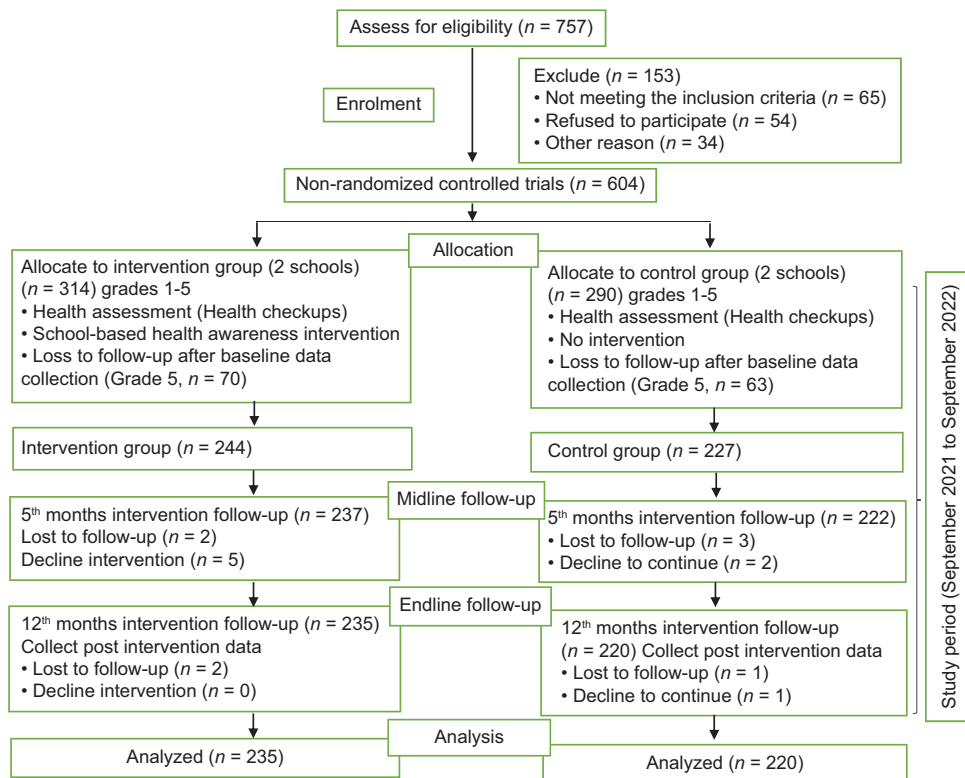 Assess for eligibility (n = 757)
Exclude (n = 153)
• Not meeting the inclusion criteria (n = 65)
• Refused to participate (n = 54)
• Other reason (n = 34)
Enrolment
Non-randomized controlled trials (n = 604)
Allocation
Allocate to intervention group (2 schools)
(n = 314) grades 1-5
• Health assessment (Health checkups)
• School-based health awareness intervention
• Loss to follow-up after baseline data
collection (Grade 5, n = 70)
Allocate to control group (2 schools)
(n = 290) grades 1-5
• Health assessment (Health checkups)
• No intervention
• Loss to follow-up after baseline data
collection (Grade 5, n = 63)
Intervention group (n = 244)
Control group (n = 227)
Midline follow-up
5th months intervention follow-up (n = 237)
Lost to follow-up (n = 2)
Decline intervention (n = 5)
5th months intervention follow-up (n = 222)
• Lost to follow-up (n = 3)
• Decline to continue (n = 2)
Endline follow-up
12th months intervention follow-up (n = 235)
Collect post intervention data
• Lost to follow-up (n = 2)
• Decline intervention (n = 0)
12th months intervention follow-up
(n = 220) Collect post intervention data
• Lost to follow-up (n = 1)
• Decline to continue (n = 1)
Analysis
Analyzed (n = 235)
Analyzed (n = 220)
Study period (September 2021 to September 2022)